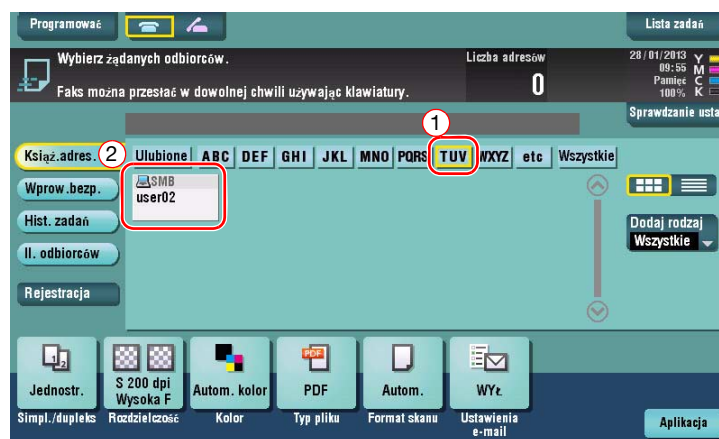 Programować
Lista zadań
Wybierz żądanych odbiorców.
Faks można przesłać w dowolnej chwili używając klawiatury.
Liczba adresów
0
28/01/2013
09:55
Pamięć
100%
Y
M
C
K
Sprawdzanie usta
1
2
Książ.adres.
Ulubione ABC DEF GHI JKL MNO PQRS TUV WXYZ etc Wszystkie
SMB
user02
Wprow.bezp.
Hist. zadań
Il. odbiorców
Rejestracja
Dodaj rodzaj
Wszystkie
1 2
Jednostr.
S 200 dpi
Wysoka F
Autom. kolor
PDF
PDF
Autom.
WYŁ
Simpl./dupleks
Rozdzielczość
Kolor
Typ pliku
Format skanu
Ustawienia
e-mail
Aplikacja